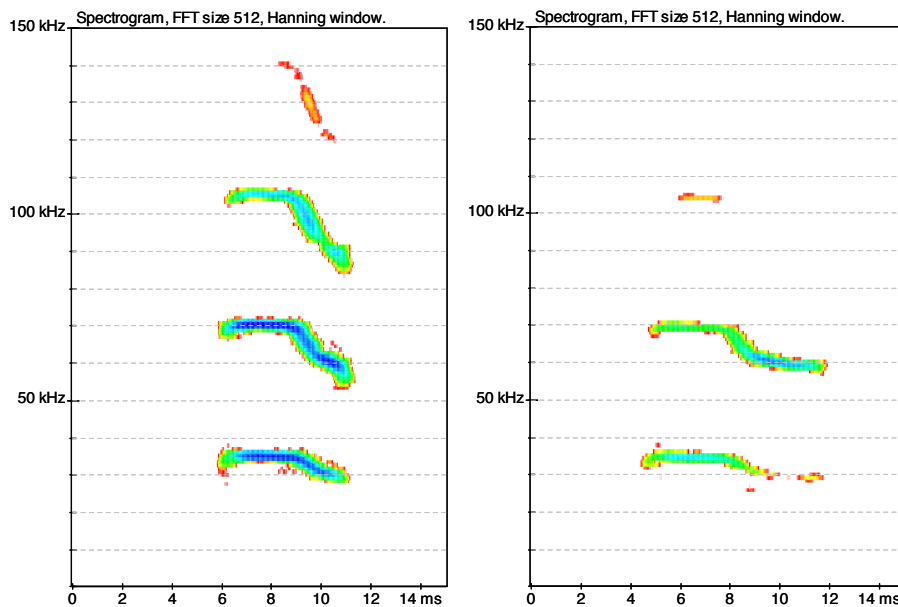 Spectrogram, FFT size 512, Hanning window.
150 kHz
100 kHz
50 kHz
0 2 4 6 8 10 12 14 ms
Spectrogram, FFT size 512, Hanning window.
150 kHz
100 kHz
50 kHz
0 2 4 6 8 10 12 14 ms